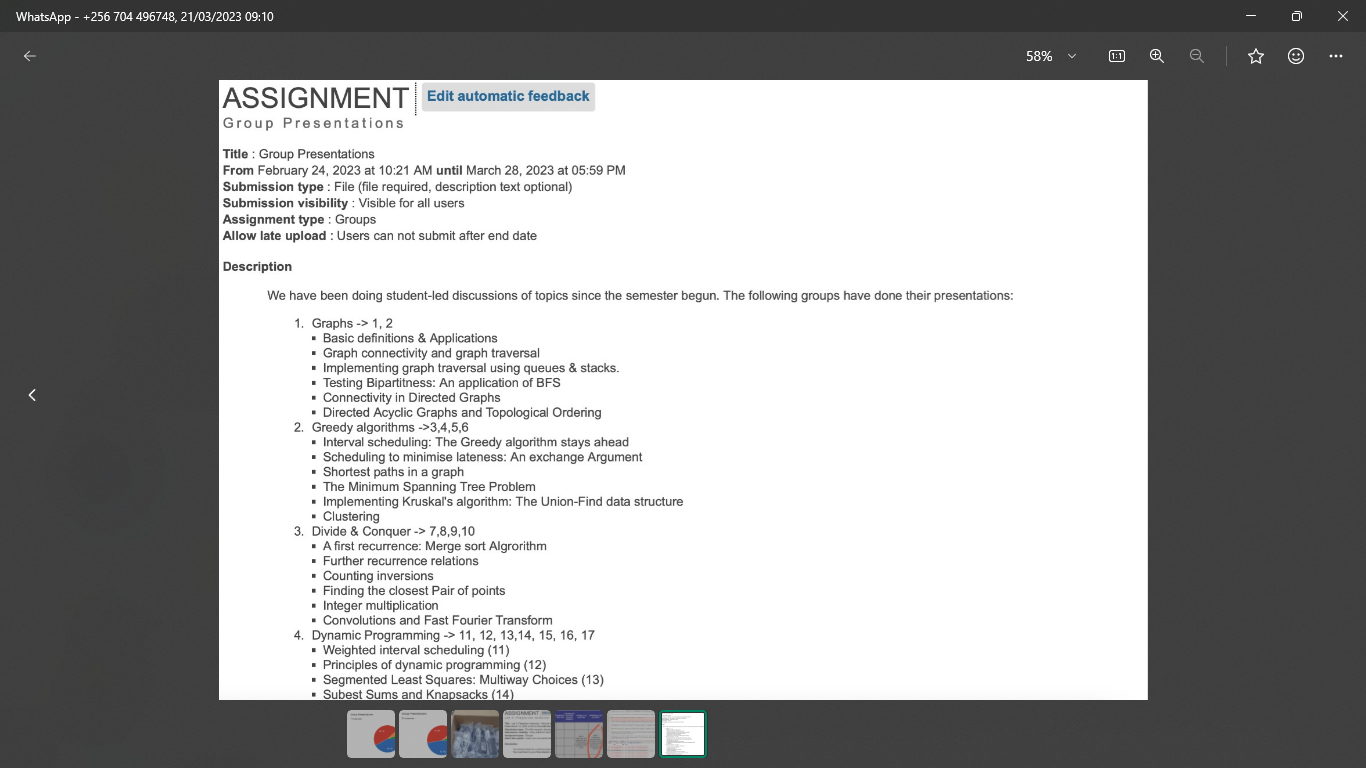 WhatsApp - +256 704 496748, 21/03/2023 09:10
58%
1:1
ASSIGNMENT
Edit automatic feedback
Group Presentations
Title : Group Presentations
From February 24, 2023 at 10:21 AM until March 28, 2023 at 05:59 PM
Submission type : File (file required, description text optional)
Submission visibility : Visible for all users
Assignment type : Groups
Allow late upload : Users can not submit after end date
Description
We have been doing student-led discussions of topics since the semester begun. The following groups have done their presentations:
1. Graphs -> 1, 2
▪ Basic definitions & Applications
▪ Graph connectivity and graph traversal
▪ Implementing graph traversal using queues & stacks.
▪ Testing Bipartitness: An application of BFS
▪ Connectivity in Directed Graphs
▪ Directed Acyclic Graphs and Topological Ordering
2. Greedy algorithms ->3,4,5,6
▪ Interval scheduling: The Greedy algorithm stays ahead
▪ Scheduling to minimise lateness: An exchange Argument
▪ Shortest paths in a graph
▪ The Minimum Spanning Tree Problem
▪ Implementing Kruskal's algorithm: The Union-Find data structure
▪ Clustering
3. Divide & Conquer -> 7,8,9,10
▪ A first recurrence: Merge sort Algrorithm
▪ Further recurrence relations
▪ Counting inversions
▪ Finding the closest Pair of points
▪ Integer multiplication
▪ Convolutions and Fast Fourier Transform
4. Dynamic Programming -> 11, 12, 13,14, 15, 16, 17
▪ Weighted interval scheduling (11)
▪ Principles of dynamic programming (12)
▪ Segmented Least Squares: Multiway Choices (13)
▪ Subest Sums and Knapsacks (14)
ASSIGNMENT